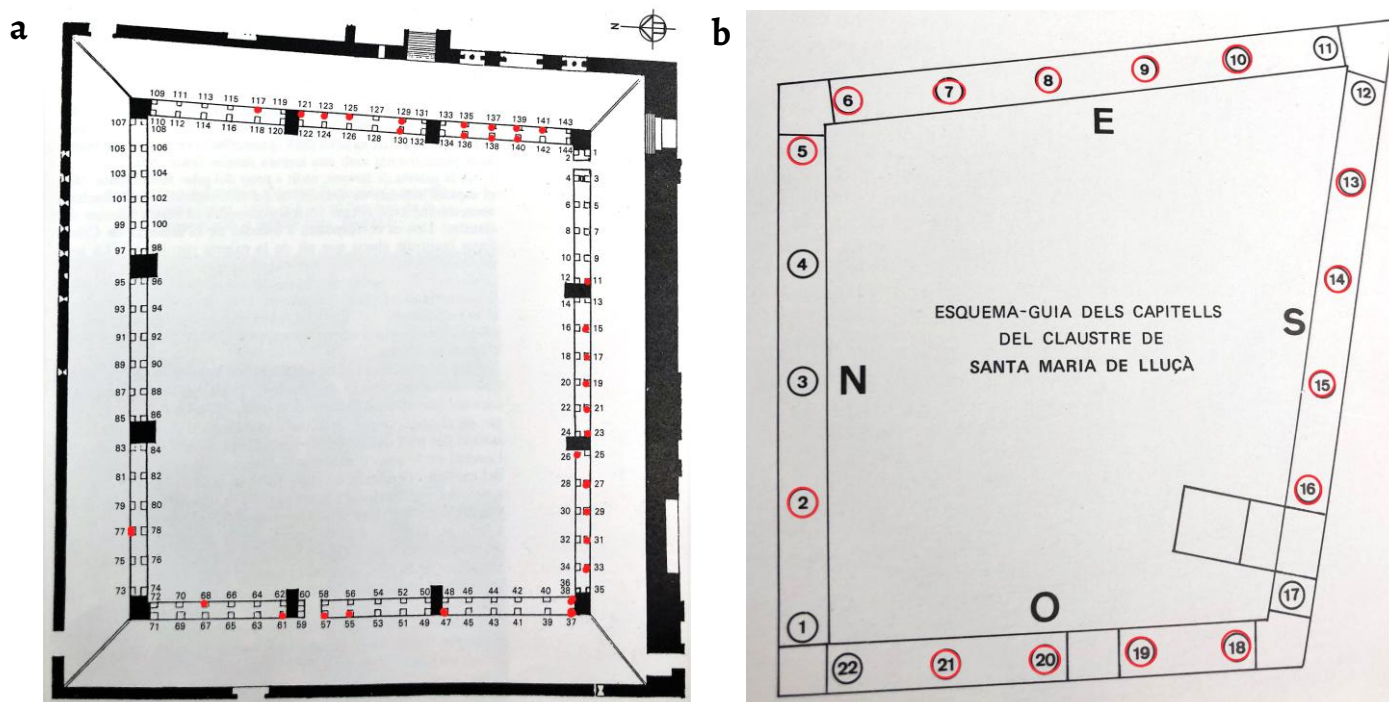 a
N
109 111 113 115 117 119 121 123 125 127 129 131 133 135 137 139 141 143
110 112 114 116 118 120 122 124 126 128 130 132 134 136 138 140 142 144
107 108
105 106
103 104
101 102
99 100
97 98
95 96
93 94
91 92
89 90
87 88
85 86
83 84
81 82
79 80
77 78
75 76
73 74
2 1
4 3
6 5
8 7
10 9
12 11
14 13
16 15
18 17
20 19
22 21
24 23
26 25
28 27
30 29
32 31
34 33
36 35
72 70 68 66 64 62 60 58 56 54 52 50 48 46 44 42 40 38
71 69 67 65 63 61 59 57 55 53 51 49 47 45 43 41 39 37
b
6 7 8 9 10 11
12
5
E
13
4
14
ESQUEMA-GUIA DELS CAPITELLS
DEL CLAUSTRE DE
SANTA MARIA DE LLUÇÀ
S
N
3
15
2
16
17
O
1
22 21 20 19 18